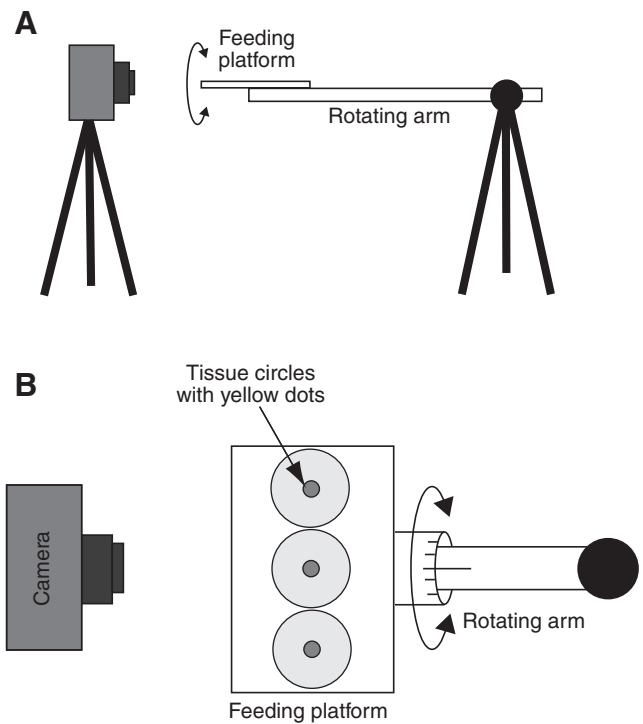 A
Feeding
platform
Rotating arm
B
Tissue circles
with yellow dots
Camera
Rotating arm
Feeding platform